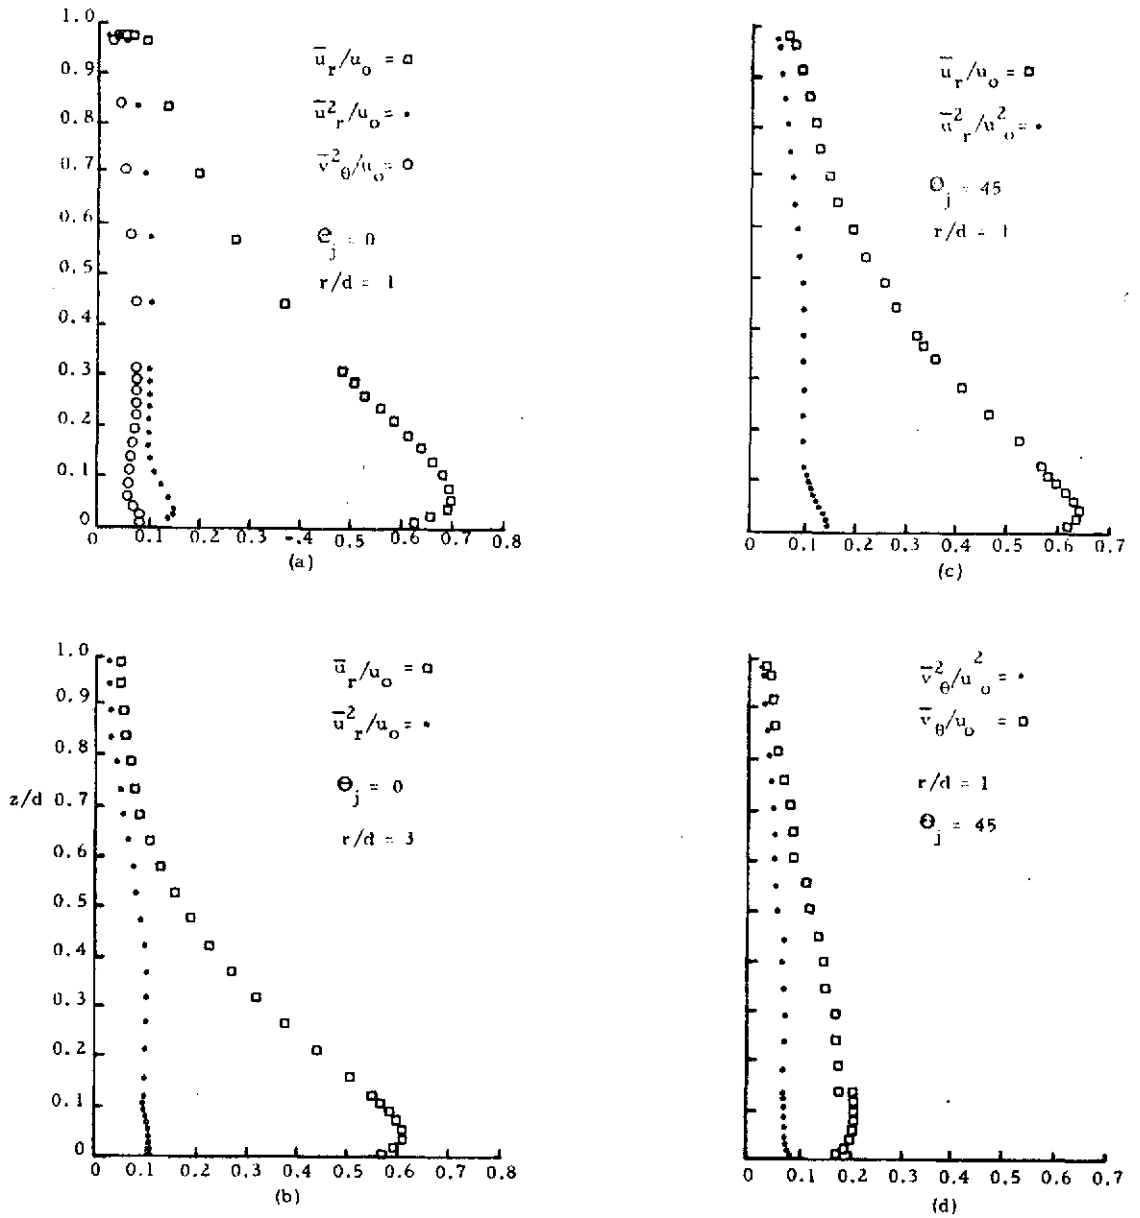 1.0
0.9
0.8
0.7
0.6
0.5
0.4
0.3
0.2
0.1
0
0 0.1 0.2 0.3 -.4 0.5 0.6 0.7 0.8
(a)
u̅_r/u_o = □
u̅²_r/u_o = •
v̅²_θ/u_o = ○
Θ_j = 0
r/d = 1
u̅_r/u_o = □
u̅²_r/u²_o = •
Θ_j = 45
r/d = 1
0 0.1 0.2 0.3 0.4 0.5 0.6 0.7
(c)
1.0
0.9
0.8
z/d 0.7
0.6
0.5
0.4
0.3
0.2
0.1
0
0 0.1 0.2 0.3 0.4 0.5 0.6 0.7 0.8
(b)
u̅_r/u_o = □
u̅²_r/u_o = •
Θ_j = 0
r/d = 3
v̅²_θ/u²_o = •
v̅_θ/u_o = □
r/d = 1
Θ_j = 45
0 0.1 0.2 0.3 0.4 0.5 0.6 0.7
(d)